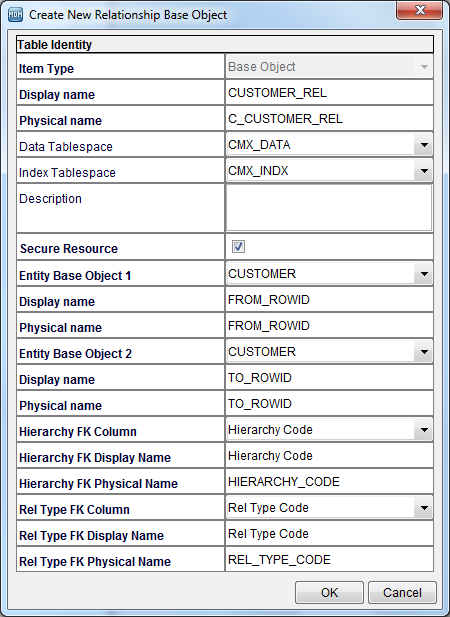 MDM Create New Relationship Base Object
Table Identity
Item Type Base Object
Display name CUSTOMER_REL
Physical name C_CUSTOMER_REL
Data Tablespace CMX_DATA
Index Tablespace CMX_INDX
Description
Secure Resource
Entity Base Object 1 CUSTOMER
Display name FROM_ROWID
Physical name FROM_ROWID
Entity Base Object 2 CUSTOMER
Display name TO_ROWID
Physical name TO_ROWID
Hierarchy FK Column Hierarchy Code
Hierarchy FK Display Name Hierarchy Code
Hierarchy FK Physical Name HIERARCHY_CODE
Rel Type FK Column Rel Type Code
Rel Type FK Display Name Rel Type Code
Rel Type FK Physical Name REL_TYPE_CODE
OK Cancel